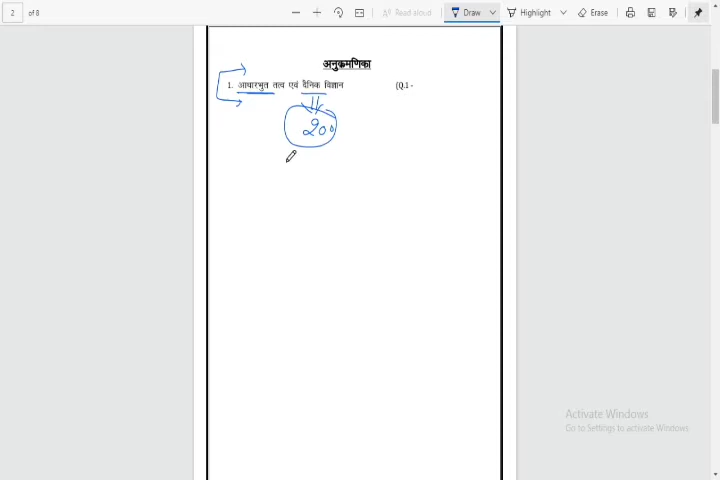 2 of 8 Read aloud Draw Highlight Erase
अनुक्रमणिका
1. आधारभुत तत्व एवं दैनिक विज्ञान (Q.1 -
200
Activate Windows
Go to Settings to activate Windows.